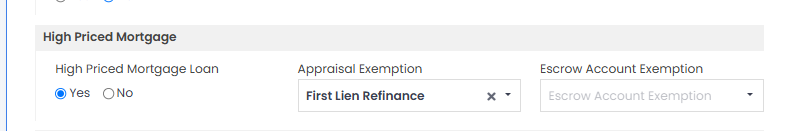 High Priced Mortgage
High Priced Mortgage Loan Appraisal Exemption Escrow Account Exemption
Yes No First Lien Refinance × Escrow Account Exemption